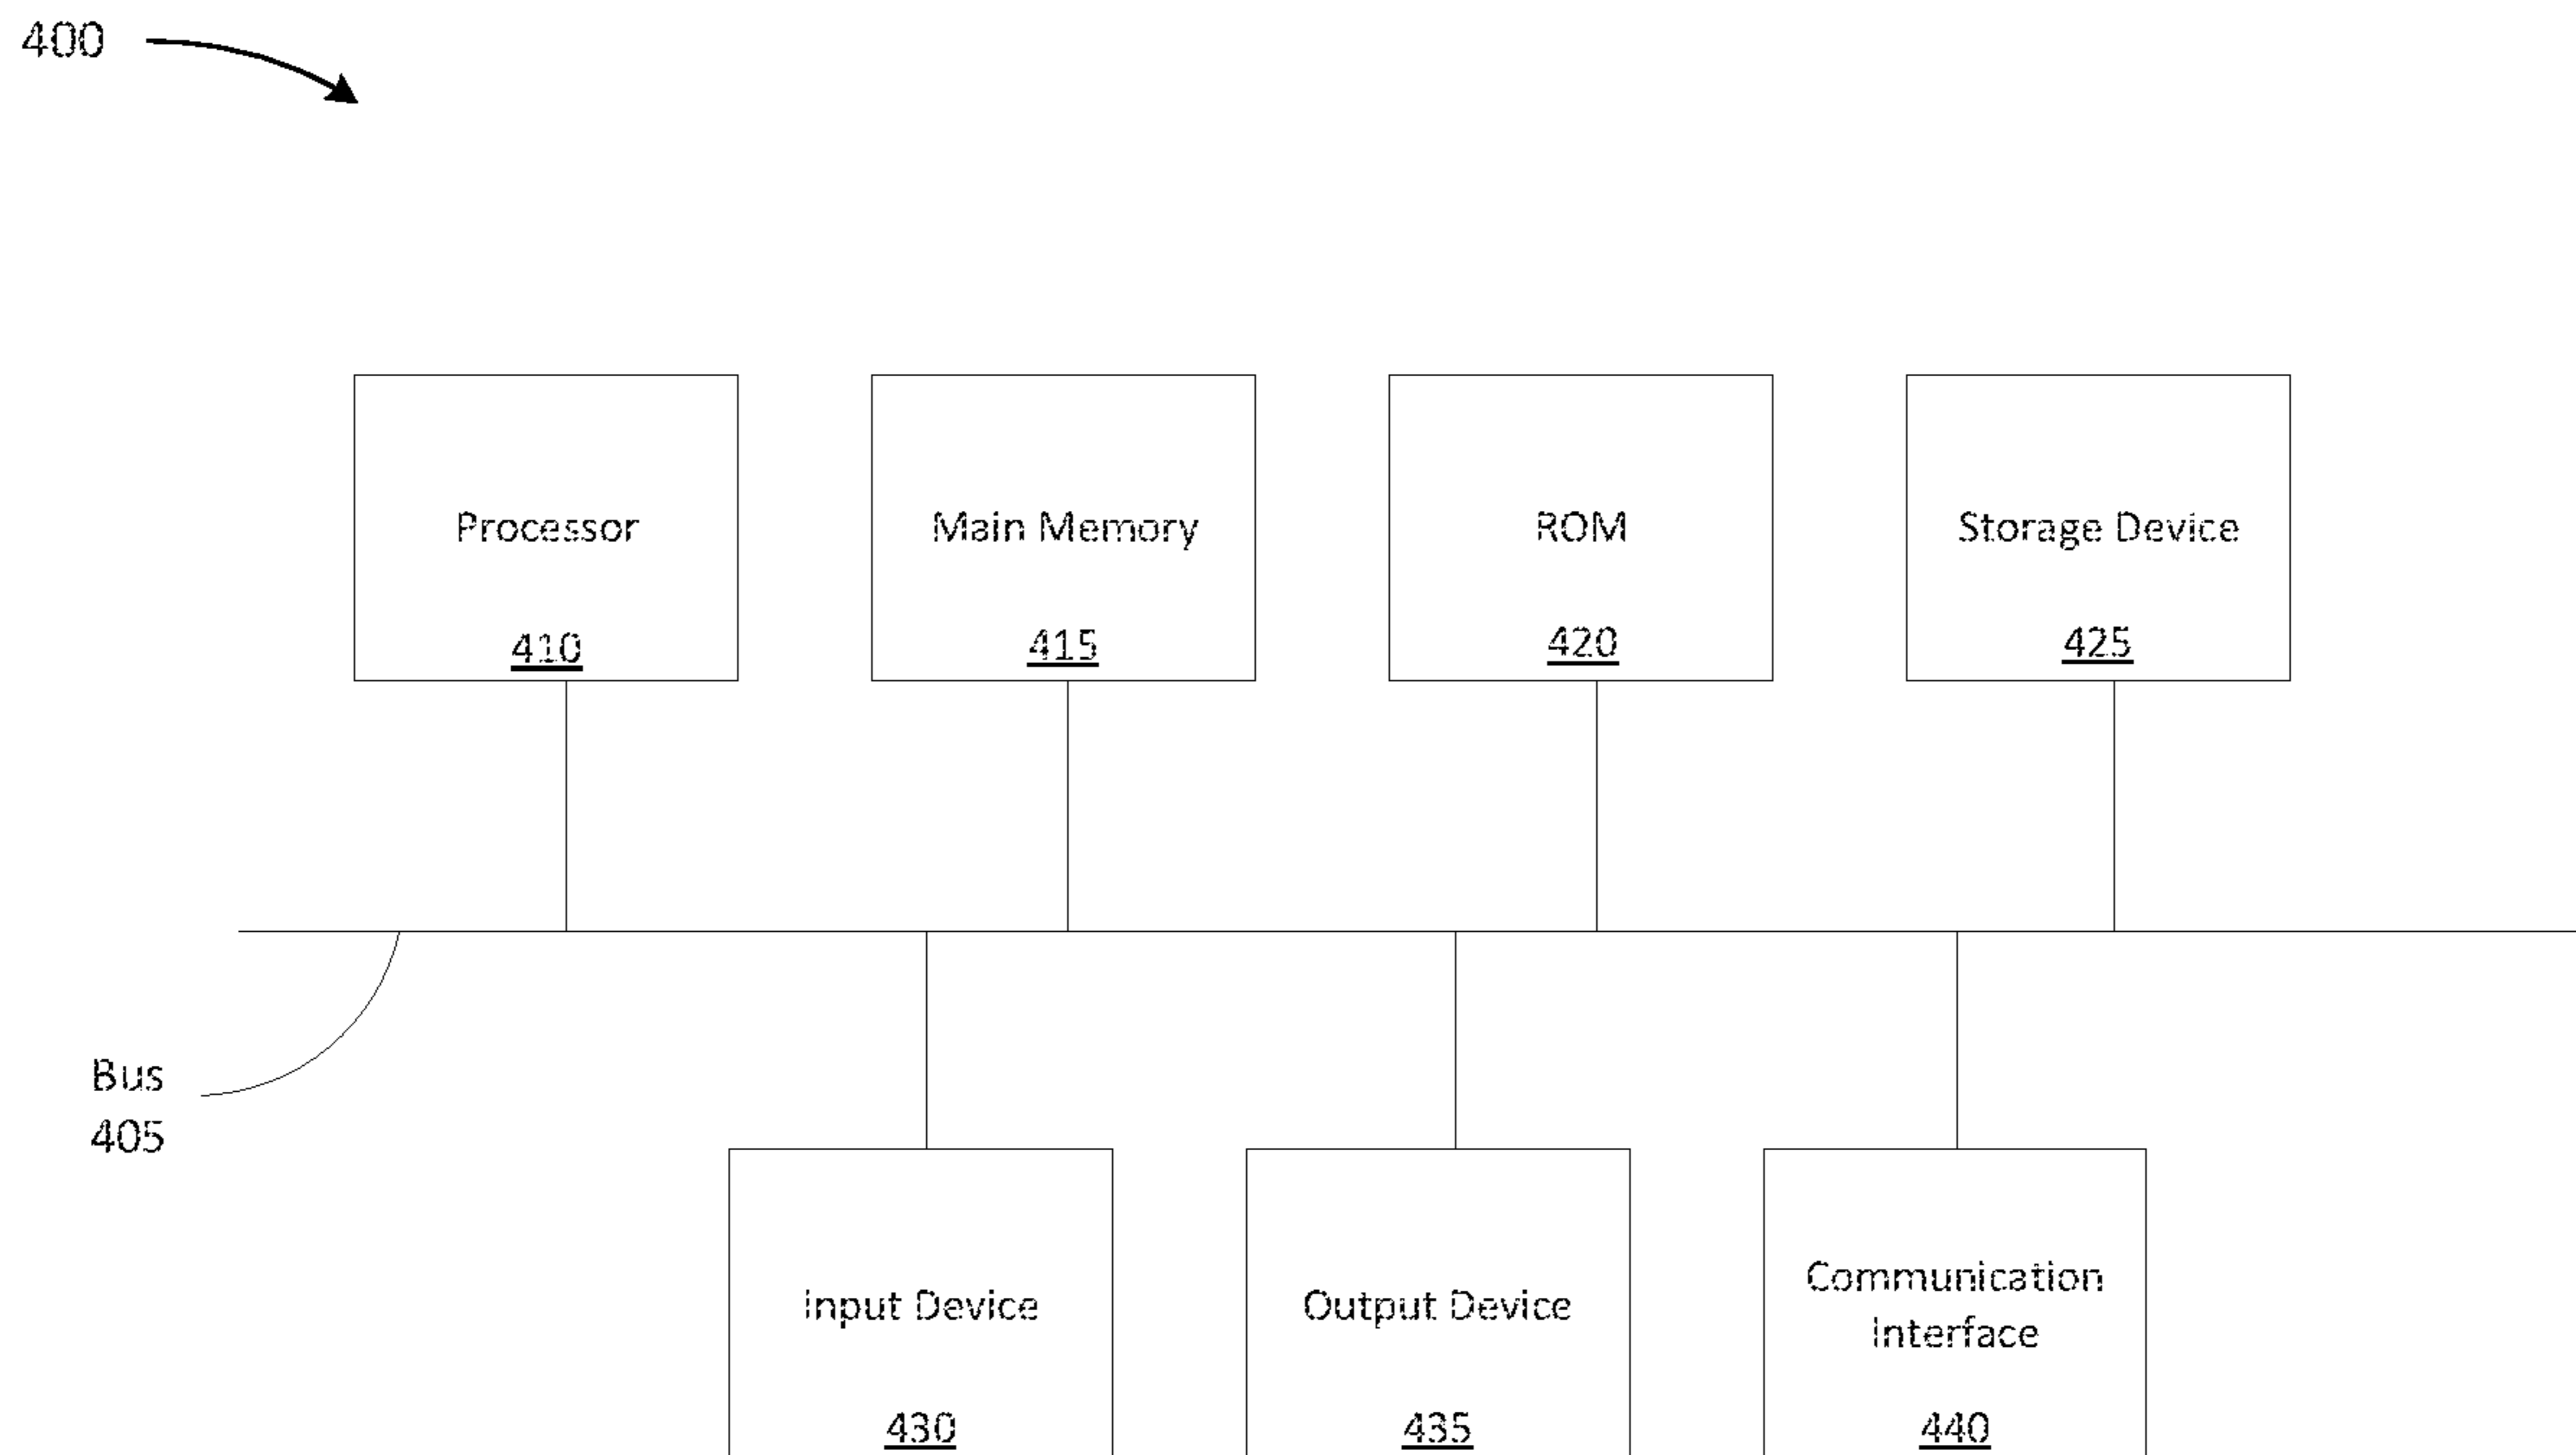 400
Processor
410
Main Memory
415
ROM
420
Storage Device
425
Bus
405
Input Device
430
Output Device
435
Communication
Interface
440